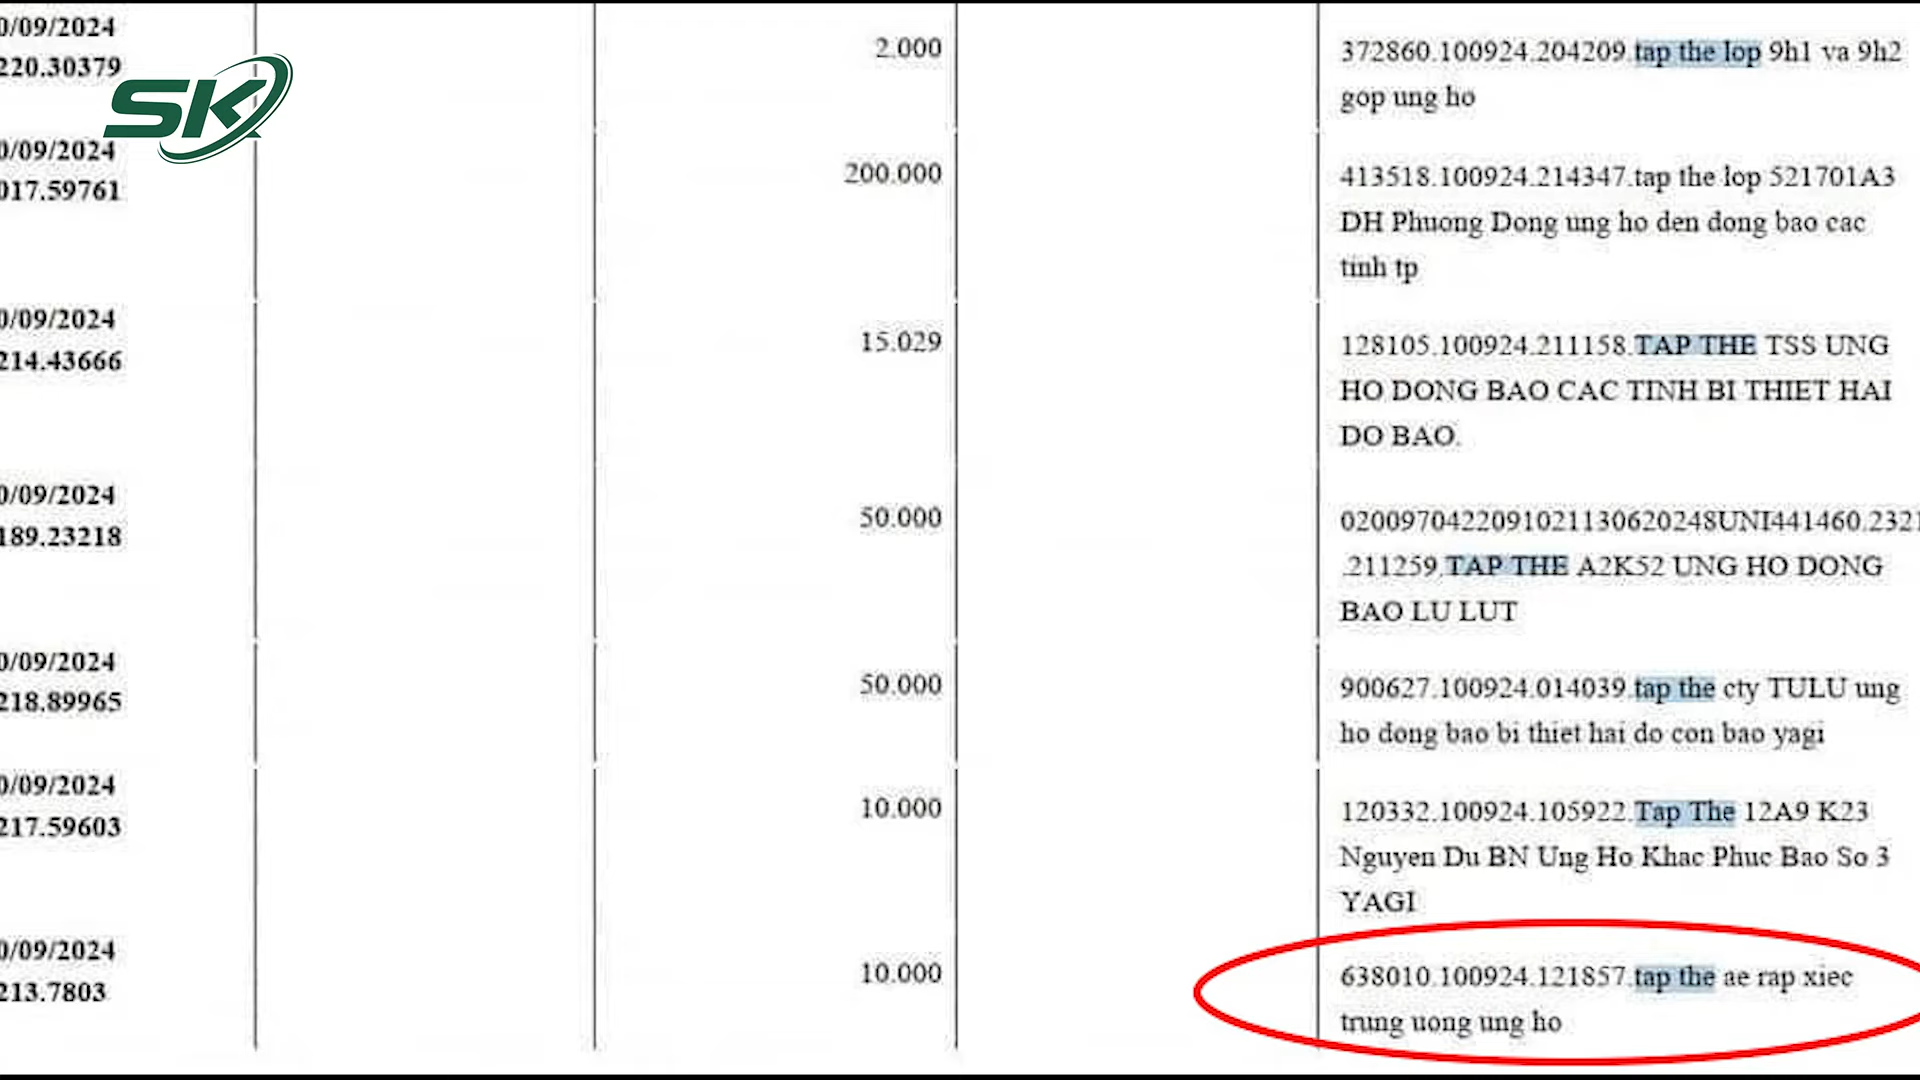 0/09/2024
220.30379
SK
2.000
372860.100924.204209.tap the lop 9h1 va 9h2
gop ung ho
0/09/2024
017.59761
200.000
413518.100924.214347.tap the lop 521701A3
DH Phuong Dong ung ho den dong bao cac
tinh tp
0/09/2024
214.43666
15.029
128105.100924.211158.TAP THE TSS UNG
HO DONG BAO CAC TINH BI THIET HAI
DO BAO.
0/09/2024
189.23218
50.000
0200970422091021130620248UNI441460.2321
.211259.TAP THE A2K52 UNG HO DONG
BAO LU LUT
0/09/2024
218.89965
50.000
900627.100924.014039.tap the cty TULU ung
ho dong bao bi thiet hai do con bao yagi
0/09/2024
217.59603
10.000
120332.100924.105922.Tap The 12A9 K23
Nguyen Du BN Ung Ho Khac Phuc Bao So 3
YAGI
0/09/2024
213.7803
10.000
638010.100924.121857.tap the ae rap xiec
trung uong ung ho